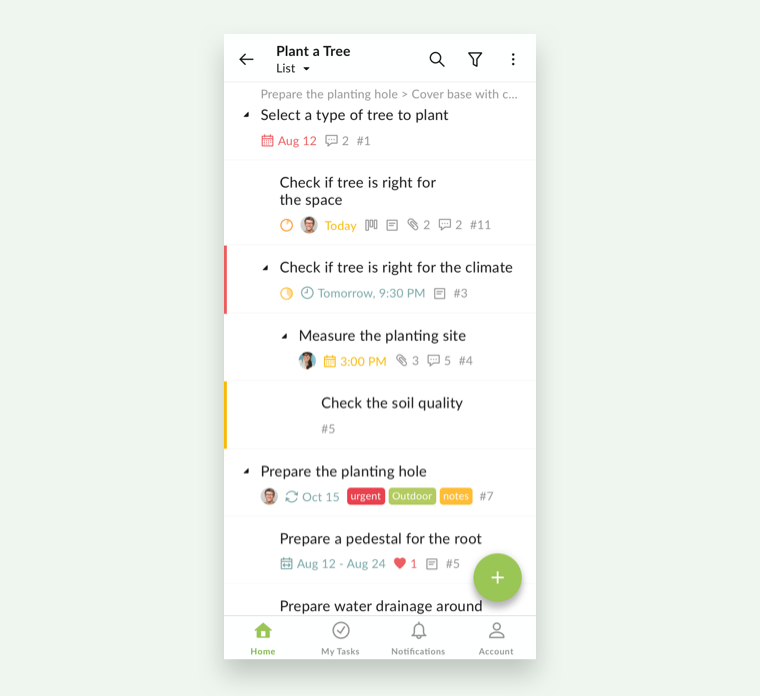 Plant a Tree
List
Prepare the planting hole > Cover base with c...
Select a type of tree to plant
Aug 12 2 #1
Check if tree is right for
the space
Today 2 2 #11
Check if tree is right for the climate
Tomorrow, 9:30 PM #3
Measure the planting site
3:00 PM 3 5 #4
Check the soil quality
#5
Prepare the planting hole
Oct 15 urgent Outdoor notes #7
Prepare a pedestal for the root
Aug 12 - Aug 24 1 #5
Prepare water drainage around
Home My Tasks Notifications Account